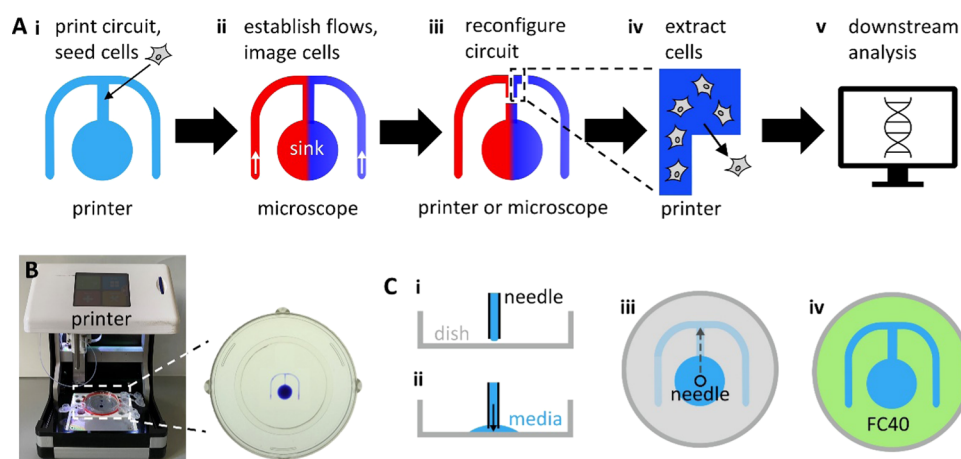 A
i
print circuit,
seed cells
printer
ii
establish flows,
image cells
sink
microscope
iii
reconfigure
circuit
printer or microscope
iv
extract
cells
printer
v
downstream
analysis
B
printer
C
i
needle
dish
ii
media
iii
needle
iv
FC40